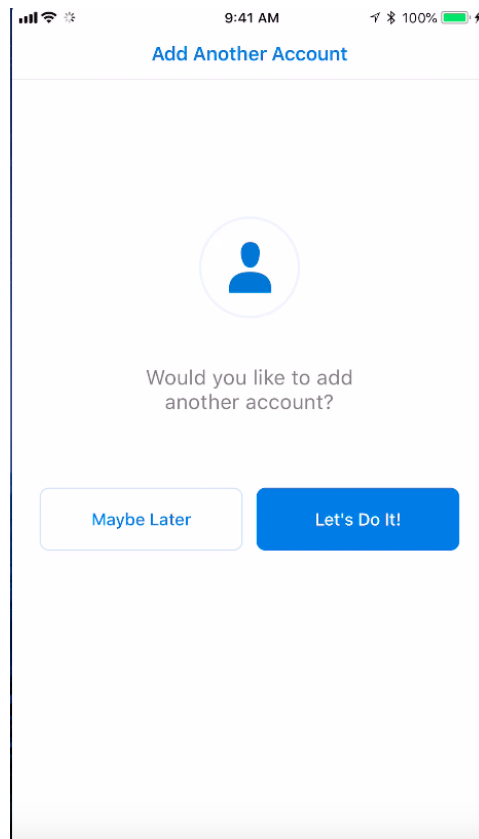 9:41 AM
100%
Add Another Account
Would you like to add
another account?
Maybe Later
Let's Do It!